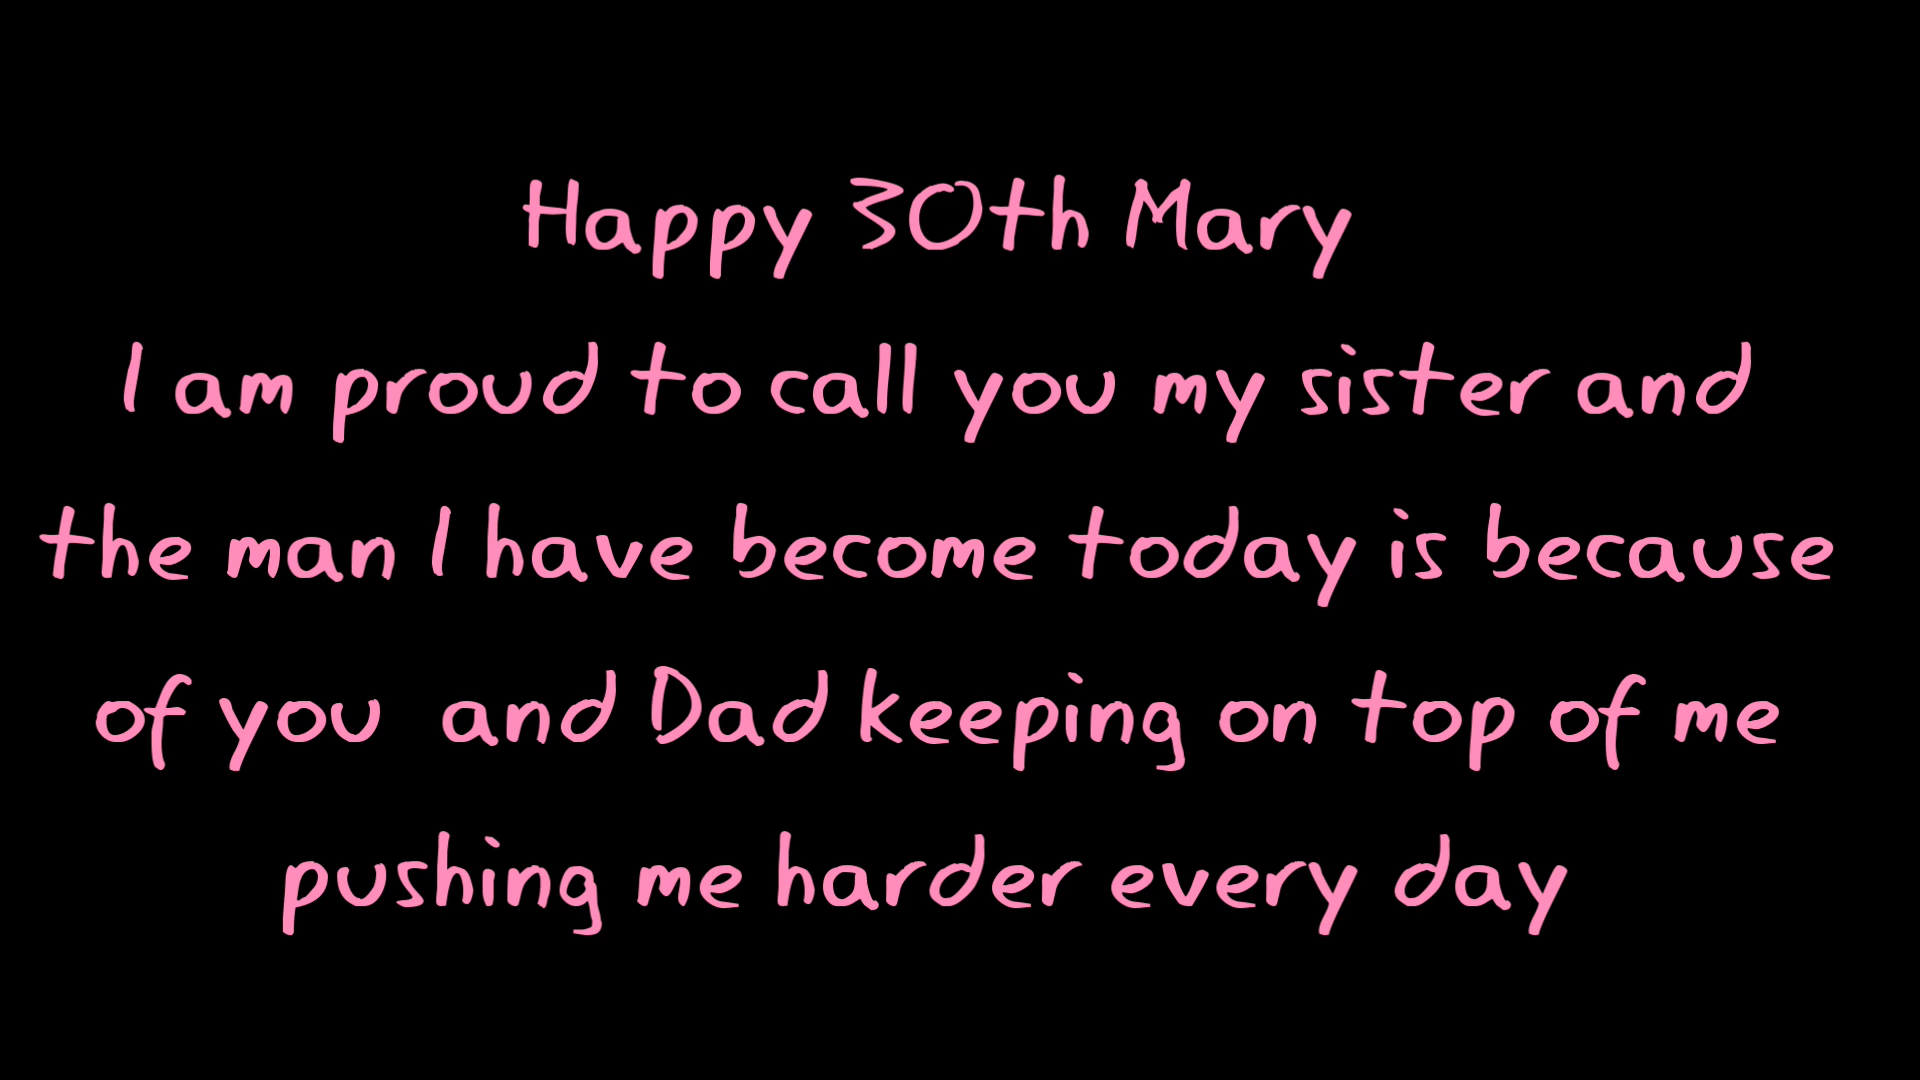 Happy 30th Mary
I am proud to call you my sister and
the man I have become today is because
of you  and Dad keeping on top of me
pushing me harder every day